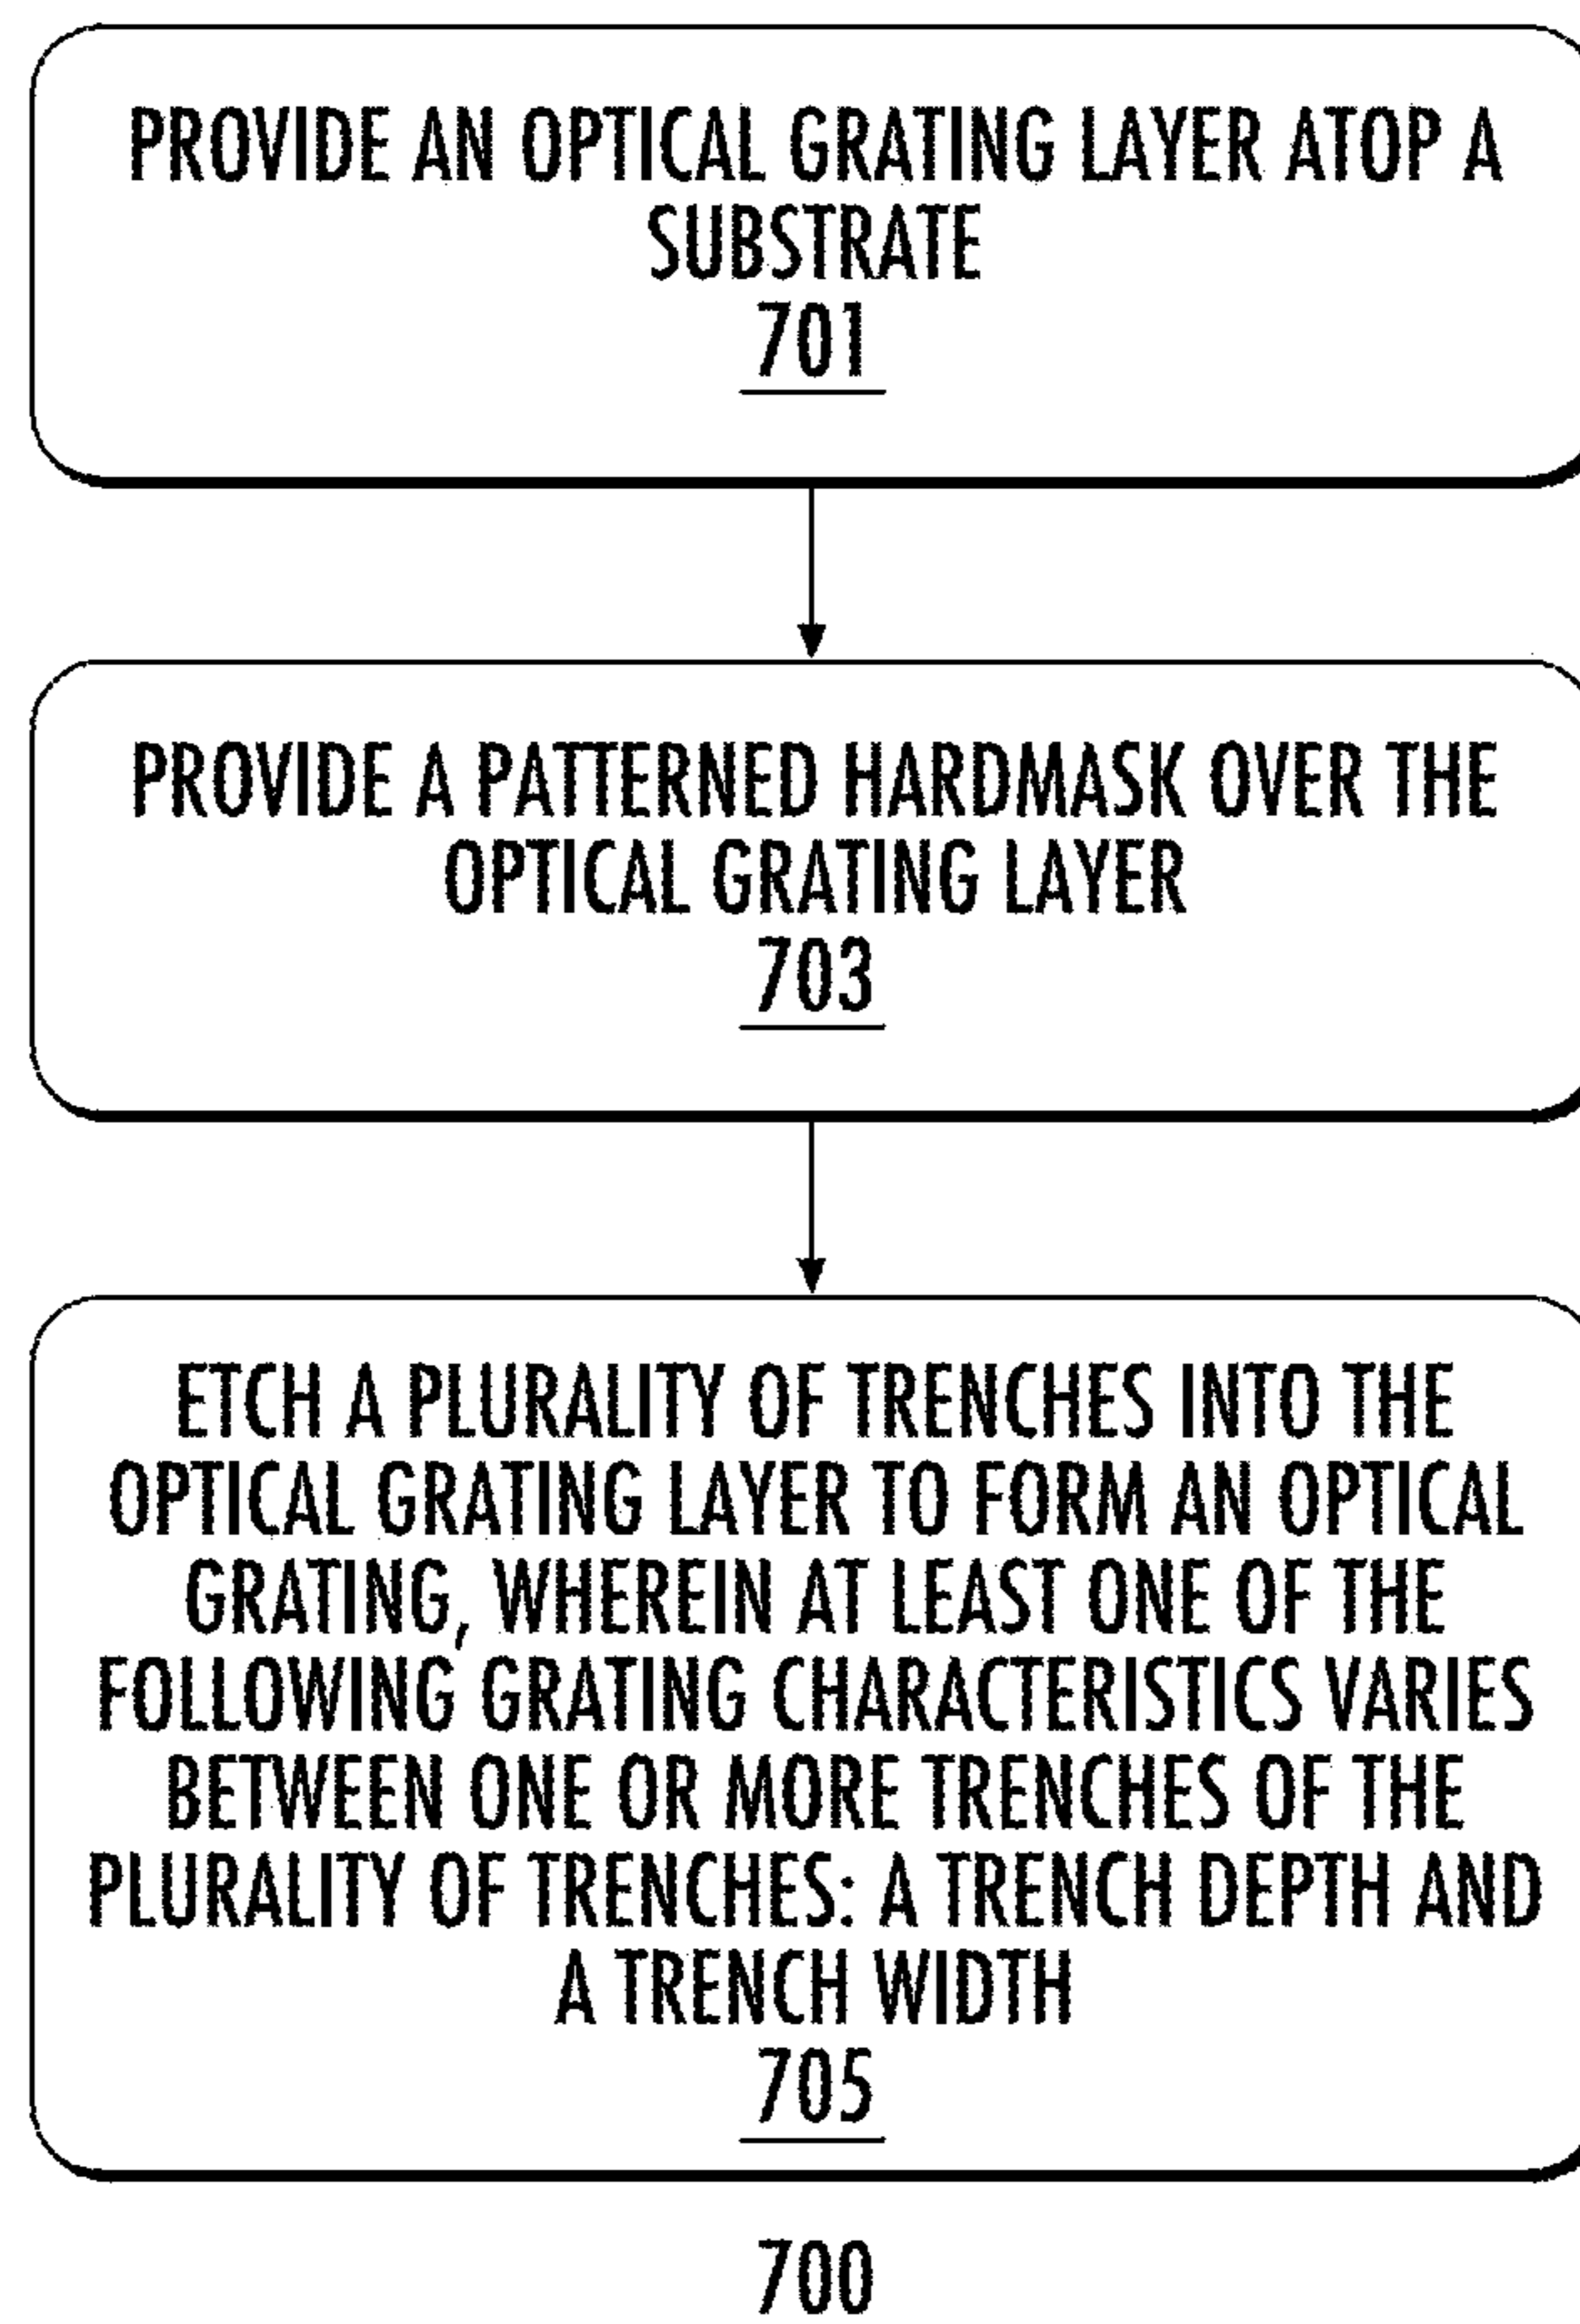 PROVIDE AN OPTICAL GRATING LAYER ATOP A
SUBSTRATE
701
PROVIDE A PATTERNED HARDMASK OVER THE
OPTICAL GRATING LAYER
703
ETCH A PLURALITY OF TRENCHES INTO THE
OPTICAL GRATING LAYER TO FORM AN OPTICAL
GRATING, WHEREIN AT LEAST ONE OF THE
FOLLOWING GRATING CHARACTERISTICS VARIES
BETWEEN ONE OR MORE TRENCHES OF THE
PLURALITY OF TRENCHES: A TRENCH DEPTH AND
A TRENCH WIDTH
705
700